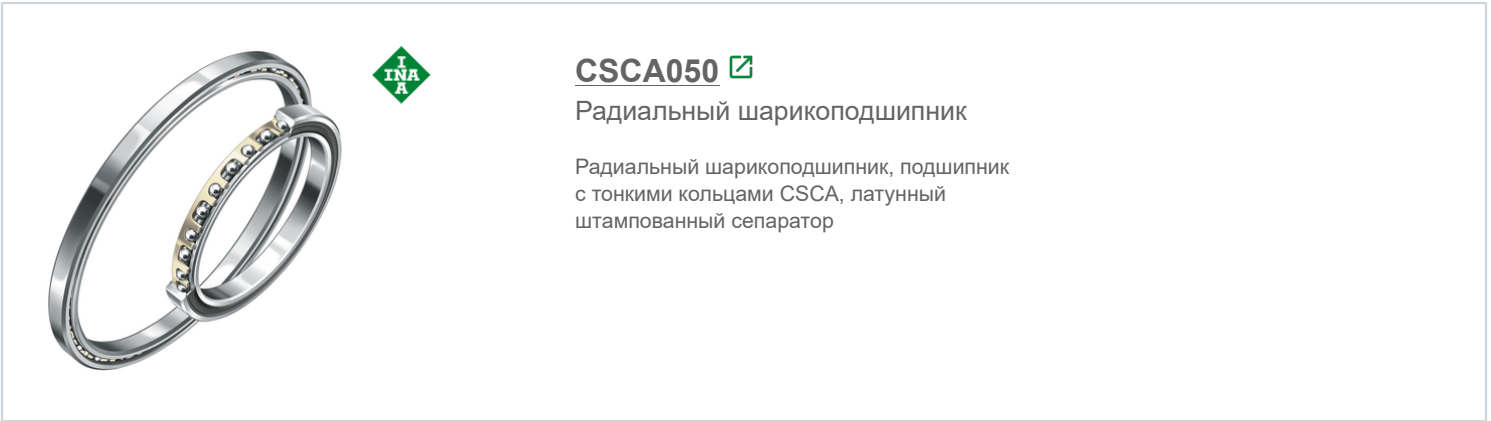 I
INA
A
CSCA050
Радиальный шарикоподшипник
Радиальный шарикоподшипник, подшипник
с тонкими кольцами CSCA, латунный
штампованный сепаратор